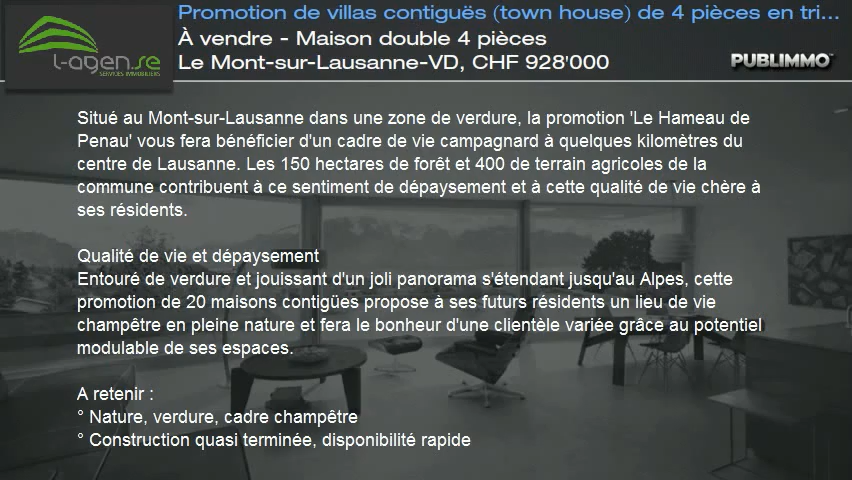 Promotion de villas contiguës (town house) de 4 pièces en tri...
À vendre - Maison double 4 pièces
Le Mont-sur-Lausanne-VD, CHF 928'000
l-agen.se
SERVICES IMMOBILIERS
PUBLIMMO™
Situé au Mont-sur-Lausanne dans une zone de verdure, la promotion 'Le Hameau de
Penau' vous fera bénéficier d'un cadre de vie campagnard à quelques kilomètres du
centre de Lausanne. Les 150 hectares de forêt et 400 de terrain agricoles de la
commune contribuent à ce sentiment de dépaysement et à cette qualité de vie chère à
ses résidents.
Qualité de vie et dépaysement
Entouré de verdure et jouissant d'un joli panorama s'étendant jusqu'au Alpes, cette
promotion de 20 maisons contigües propose à ses futurs résidents un lieu de vie
champêtre en pleine nature et fera le bonheur d'une clientèle variée grâce au potentiel
modulable de ses espaces.
A retenir :
° Nature, verdure, cadre champêtre
° Construction quasi terminée, disponibilité rapide